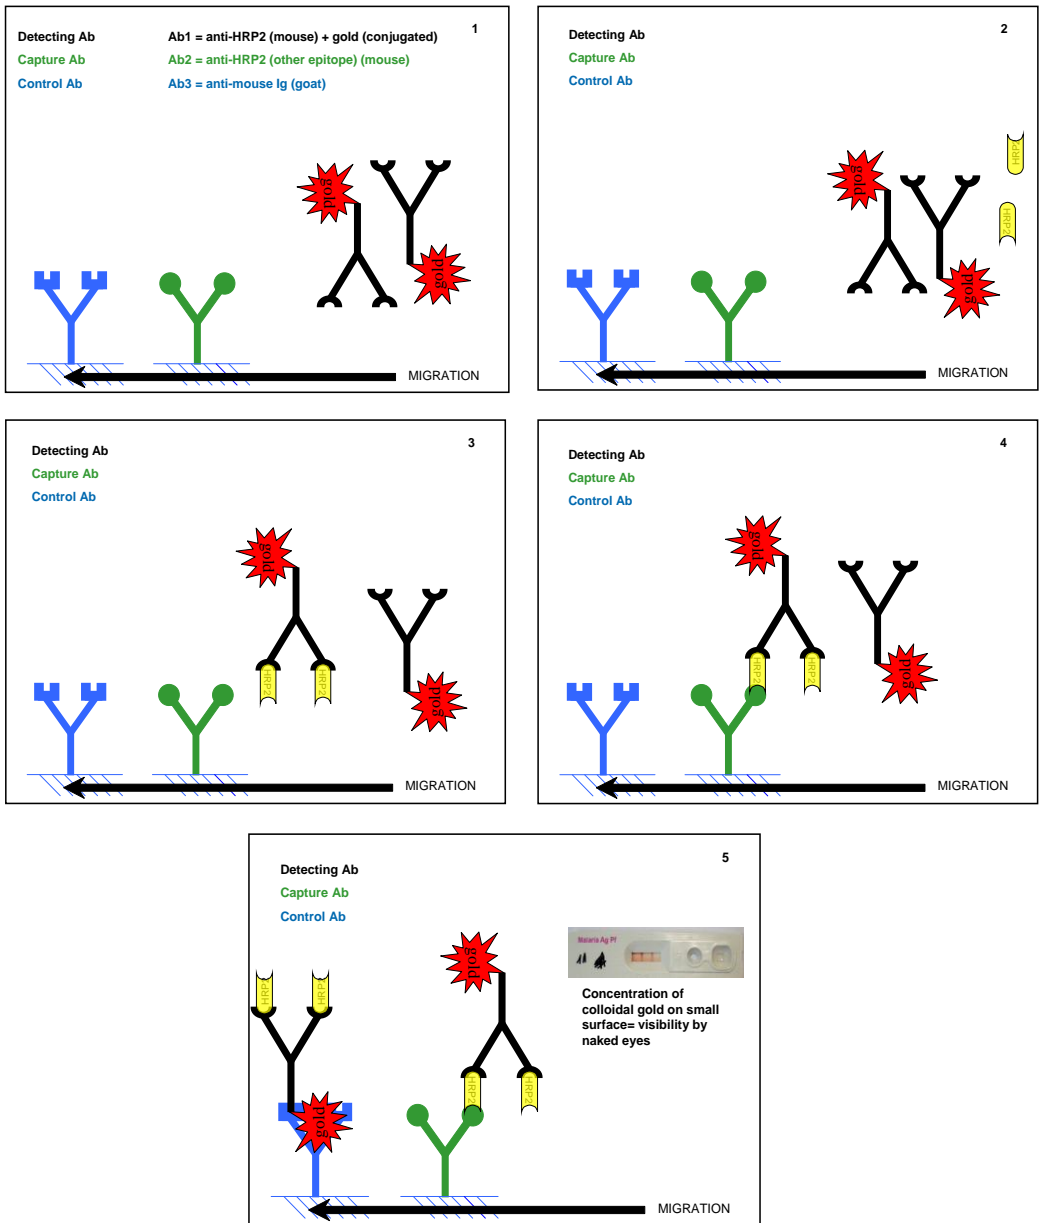 1
Detecting Ab Ab1 = anti-HRP2 (mouse) + gold (conjugated)
Capture Ab Ab2 = anti-HRP2 (other epitope) (mouse)
Control Ab Ab3 = anti-mouse Ig (goat)
gold
gold
MIGRATION
2
Detecting Ab
Capture Ab
Control Ab
gold
HRP2
HRP2
gold
MIGRATION
3
Detecting Ab
Capture Ab
Control Ab
gold
HRP2
HRP2
gold
MIGRATION
4
Detecting Ab
Capture Ab
Control Ab
gold
HRP2
HRP2
gold
MIGRATION
5
Detecting Ab
Capture Ab
Control Ab
gold
HRP2
HRP2
Malaria Ag Pf
Concentration of
colloidal gold on small
surface= visibility by
naked eyes
HRP2
HRP2
gold
MIGRATION